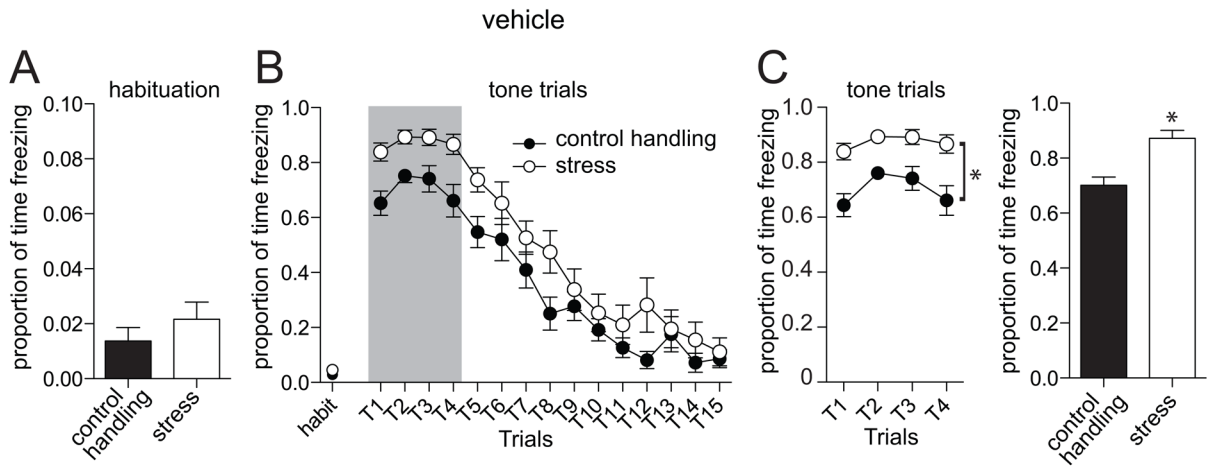 vehicle
A
habituation
proportion of time freezing
0.10
0.08
0.06
0.04
0.02
0.00
control
handling
stress
B
tone trials
proportion of time freezing
1.0
0.8
0.6
0.4
0.2
0.0
control handling
stress
habit
T1
T2
T3
T4
T5
T6
T7
T8
T9
T10
T11
T12
T13
T14
T15
Trials
C
tone trials
proportion of time freezing
1.0
0.8
0.6
0.4
0.2
0
*
T1
T2
T3
T4
Trials
proportion of time freezing
1.0
0.8
0.6
0.4
0.2
0.0
*
control
handling
stress